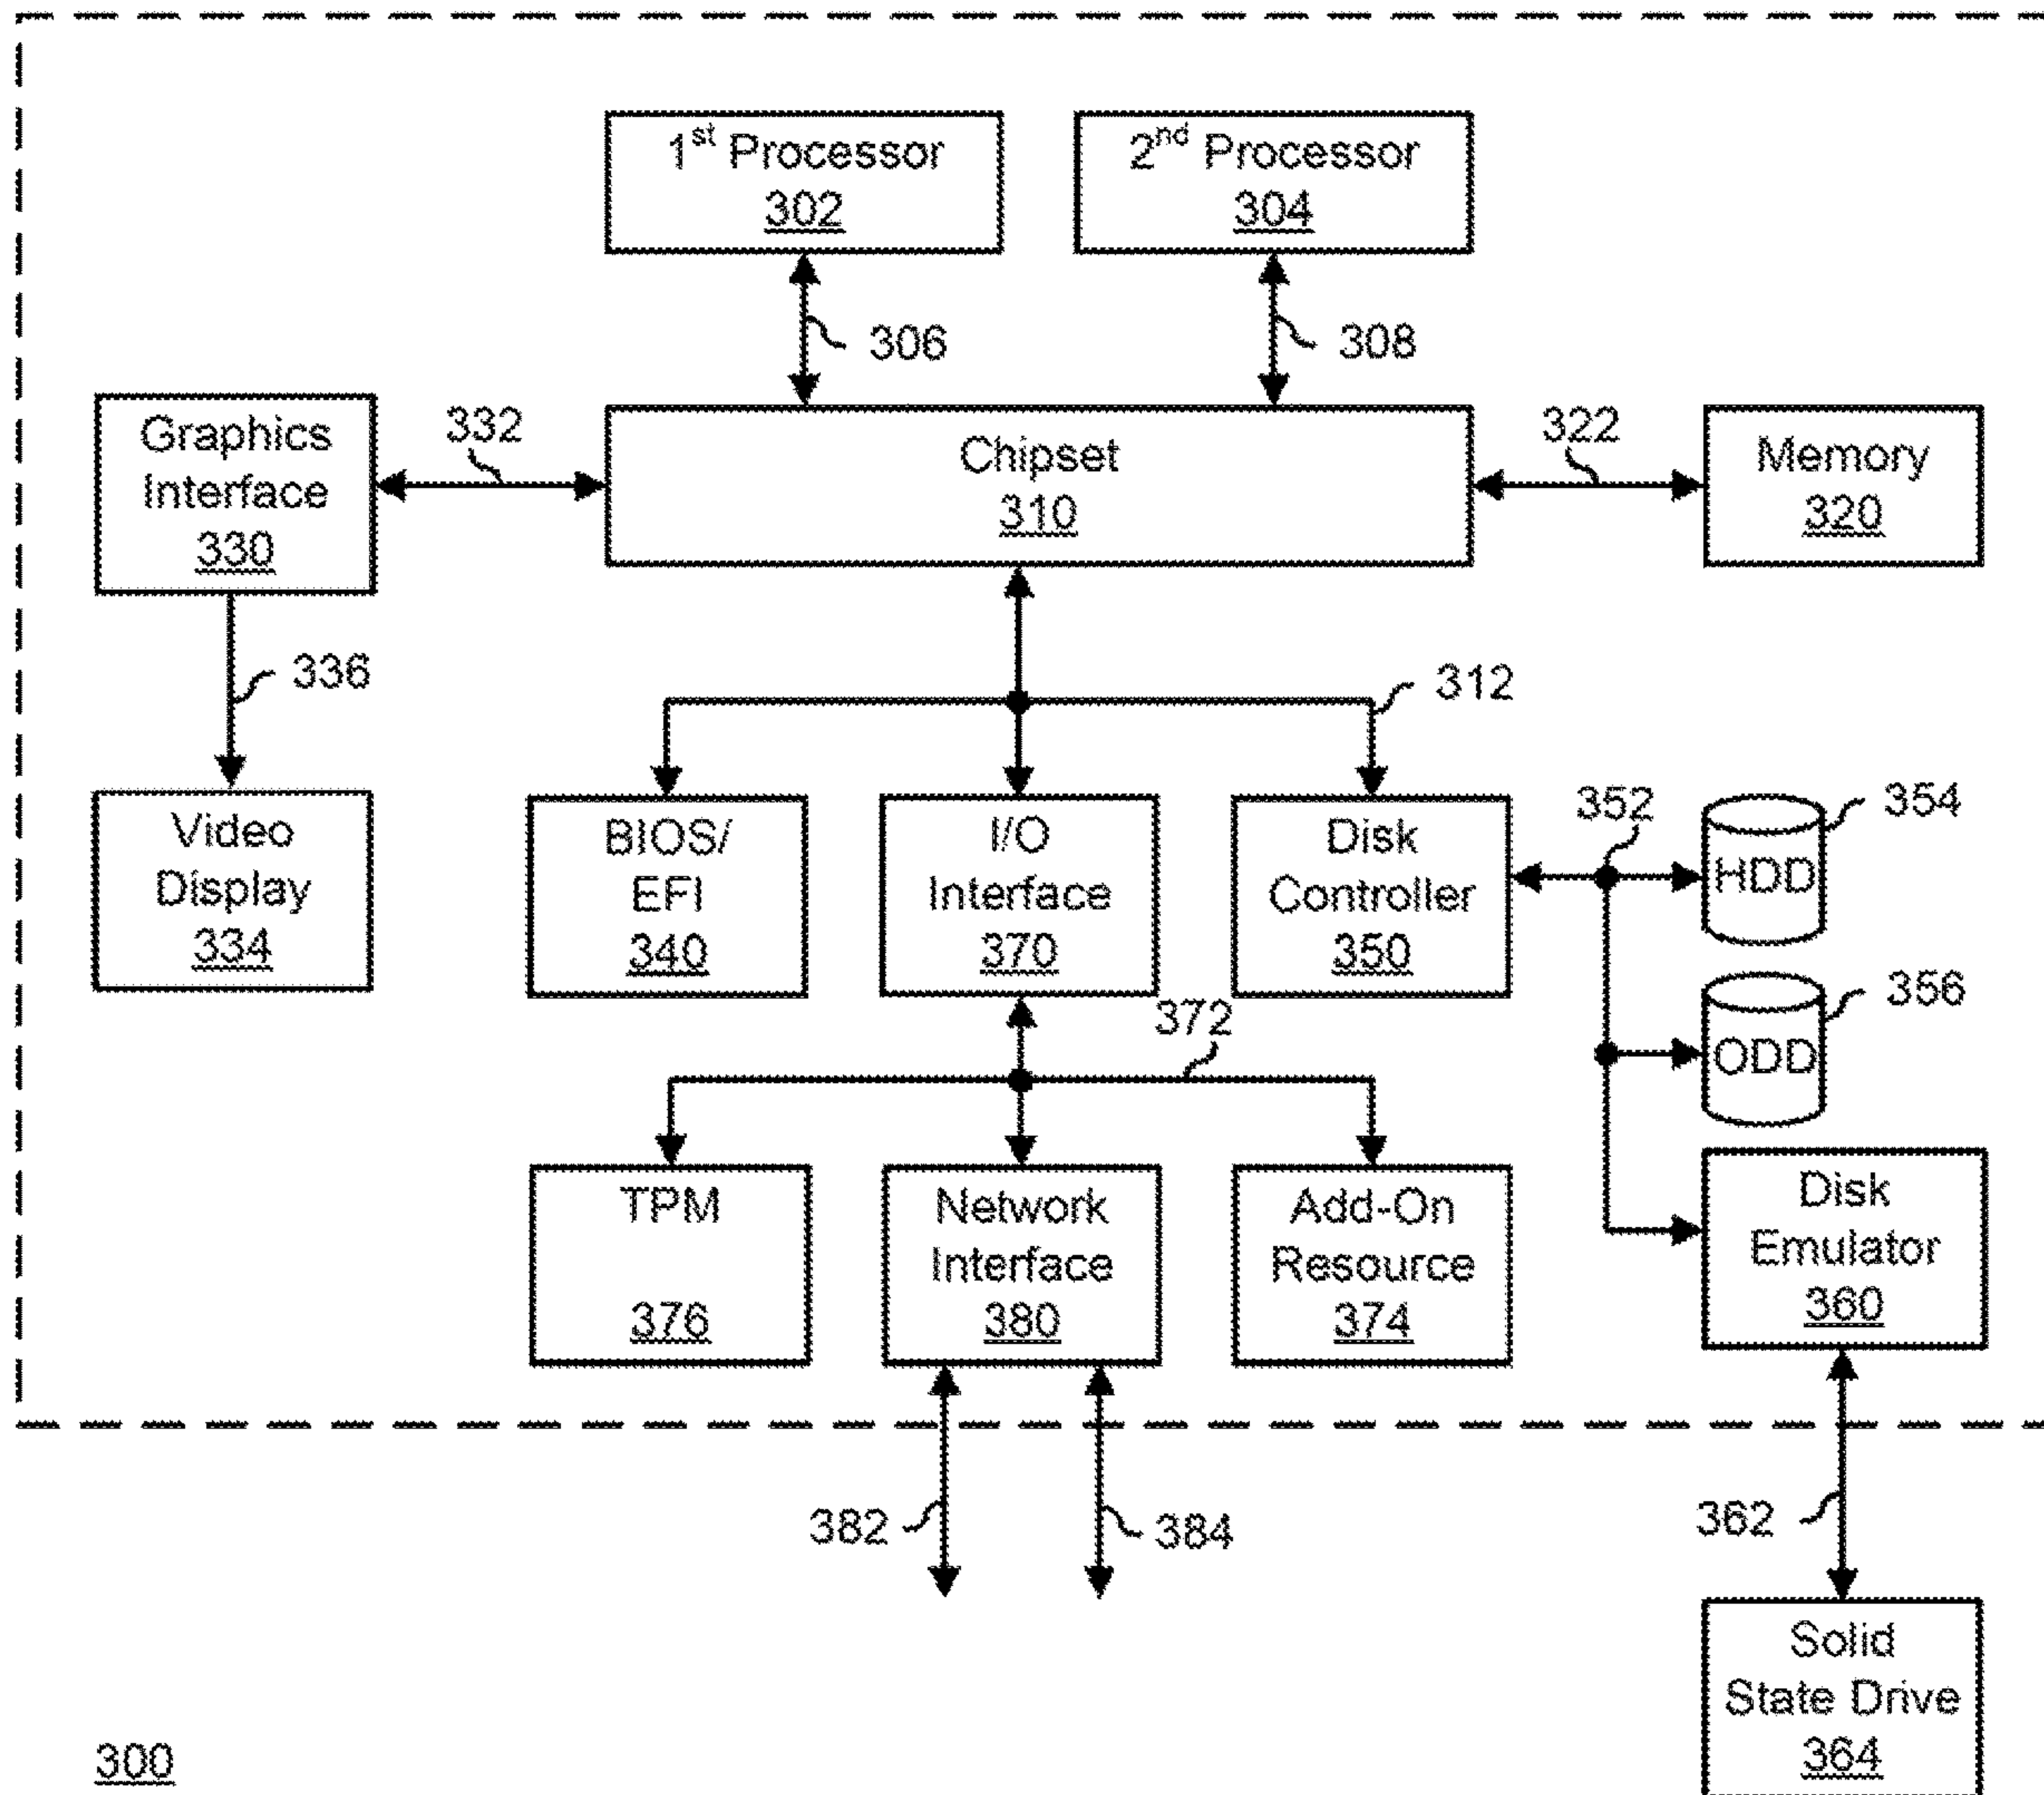 1st Processor
302
2nd Processor
304
306
308
Graphics
Interface
330
332
Chipset
310
322
Memory
320
336
312
Video
Display
334
BIOS/
EFI
340
I/O
Interface
370
Disk
Controller
350
352
HDD
354
ODD
356
372
TPM
376
Network
Interface
380
Add-On
Resource
374
Disk
Emulator
360
382
384
362
Solid
State Drive
364
300